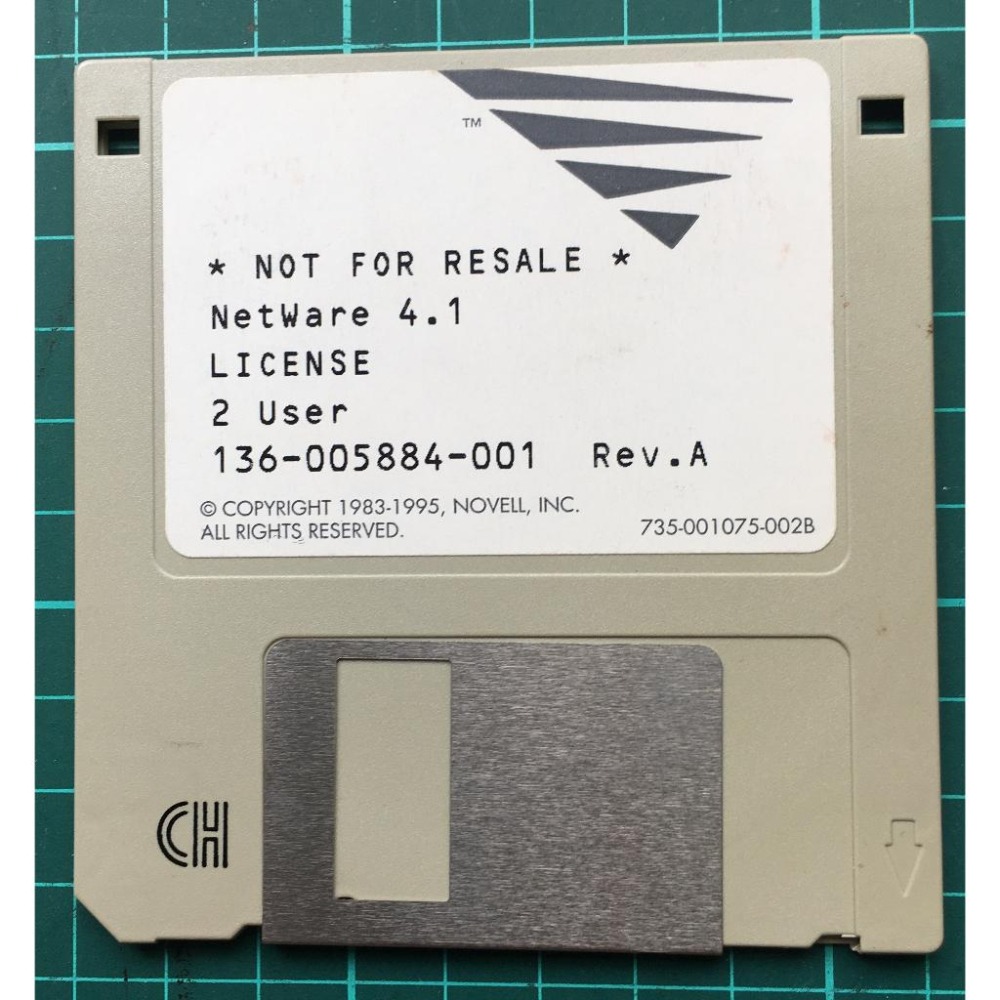 TM
* NOT FOR RESALE *
NetWare 4.1
LICENSE
2 User
136-005884-001 Rev.A
© COPYRIGHT 1983-1995, NOVELL, INC.
ALL RIGHTS RESERVED. 735-001075-002B
CH